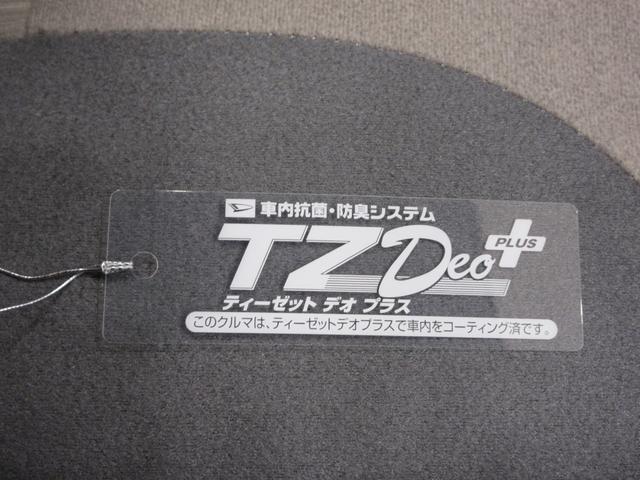 車内抗菌・防臭システム
TZ Deo PLUS
ティーゼット デオ プラス
このクルマは、ティーゼットデオプラスで車内をコーティング済です。